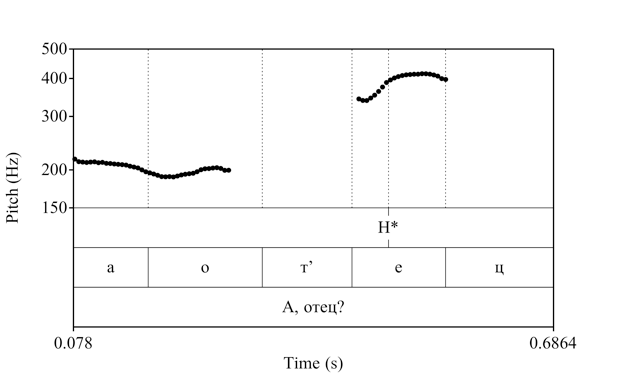 500
400
300
200
150
Pitch (Hz)
H*
а о т’ е ц
А, отец?
0.078 0.6864
Time (s)